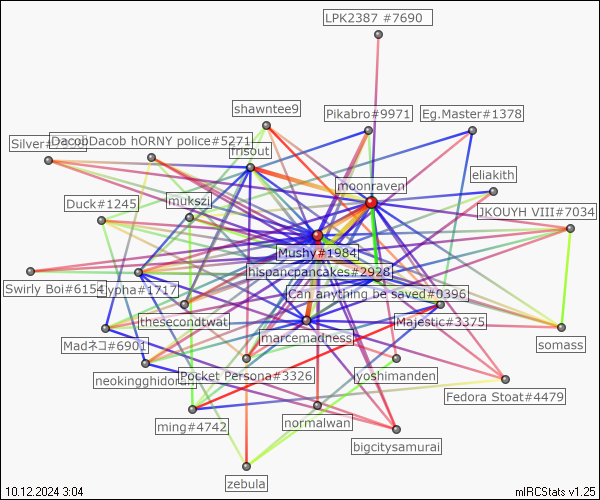 LPK2387 #7690
shawntee9
Pikabro#9971
Eg.Master#1378
DacobDacob hORNY police#5271
frisout
Silver#
eliakith
moonraven
Duck#1245
mukszi
JKOUYH VIII#7034
Mushy#1984
hispancpancakes#2928
Swirly Boi#6154
lypha#1717
Can anything be saved#0396
thesecondtwat
Majestic#3375
Madネコ#6901
marcemadness
somass
neokingghidorah
Pocket Persona#3326
yoshimanden
Fedora Stoat#4479
ming#4742
normalwan
bigcitysamurai
zebula
10.12.2024 3:04
mIRCStats v1.25